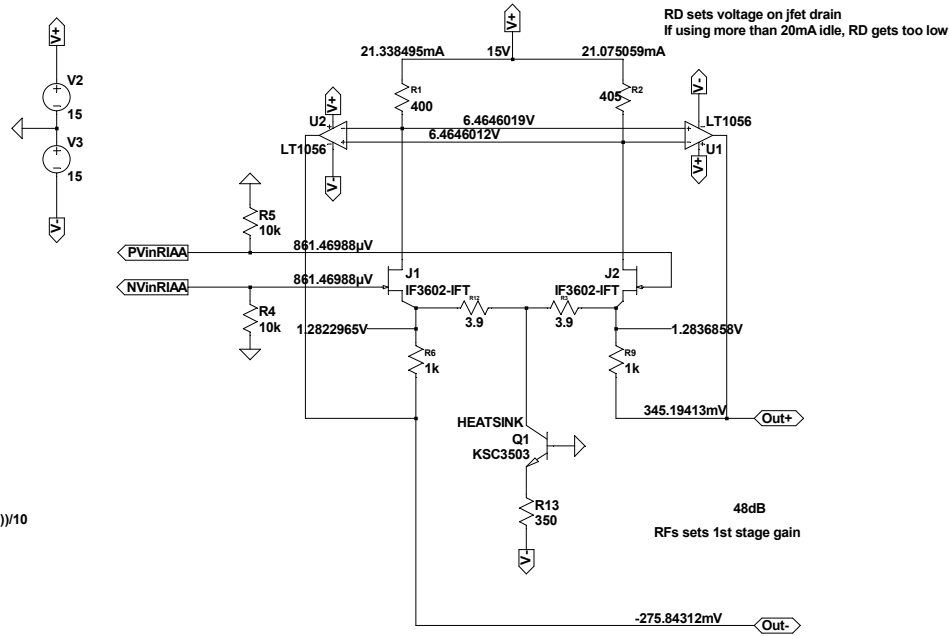 RD sets voltage on jfet drain
If using more than 20mA idle, RD gets too low
V+
V2
15
V3
15
V-
V+
21.338495mA
15V
21.075059mA
R1
400
R2
405
V+
U2
LT1056
V-
6.4646019V
6.4646012V
V-
LT1056
U1
V+
R5
10k
PVinRIAA
861.46988µV
NVinRIAA
861.46988µV
R4
10k
J1
IF3602-IFT
J2
IF3602-IFT
R12
3.9
R3
3.9
1.2822965V
1.2836858V
R6
1k
R9
1k
345.19413mV
Out+
HEATSINK
Q1
KSC3503
R13
350
V-
))/10
48dB
RFs sets 1st stage gain
-275.84312mV
Out-